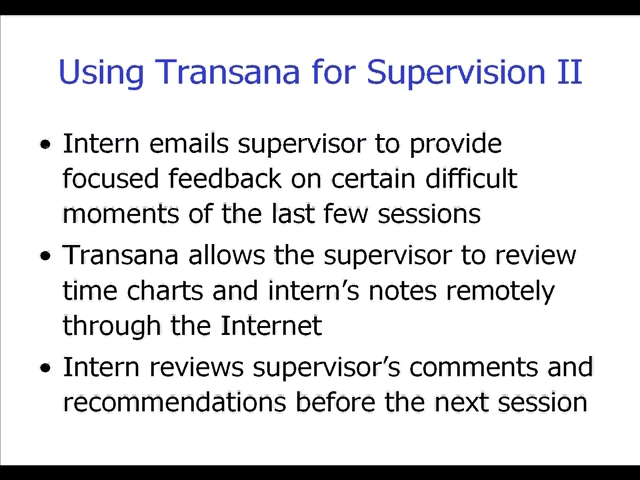 Using Transana for Supervision II
• Intern emails supervisor to provide
focused feedback on certain difficult
moments of the last few sessions
• Transana allows the supervisor to review
time charts and intern's notes remotely
through the Internet
• Intern reviews supervisor's comments and
recommendations before the next session